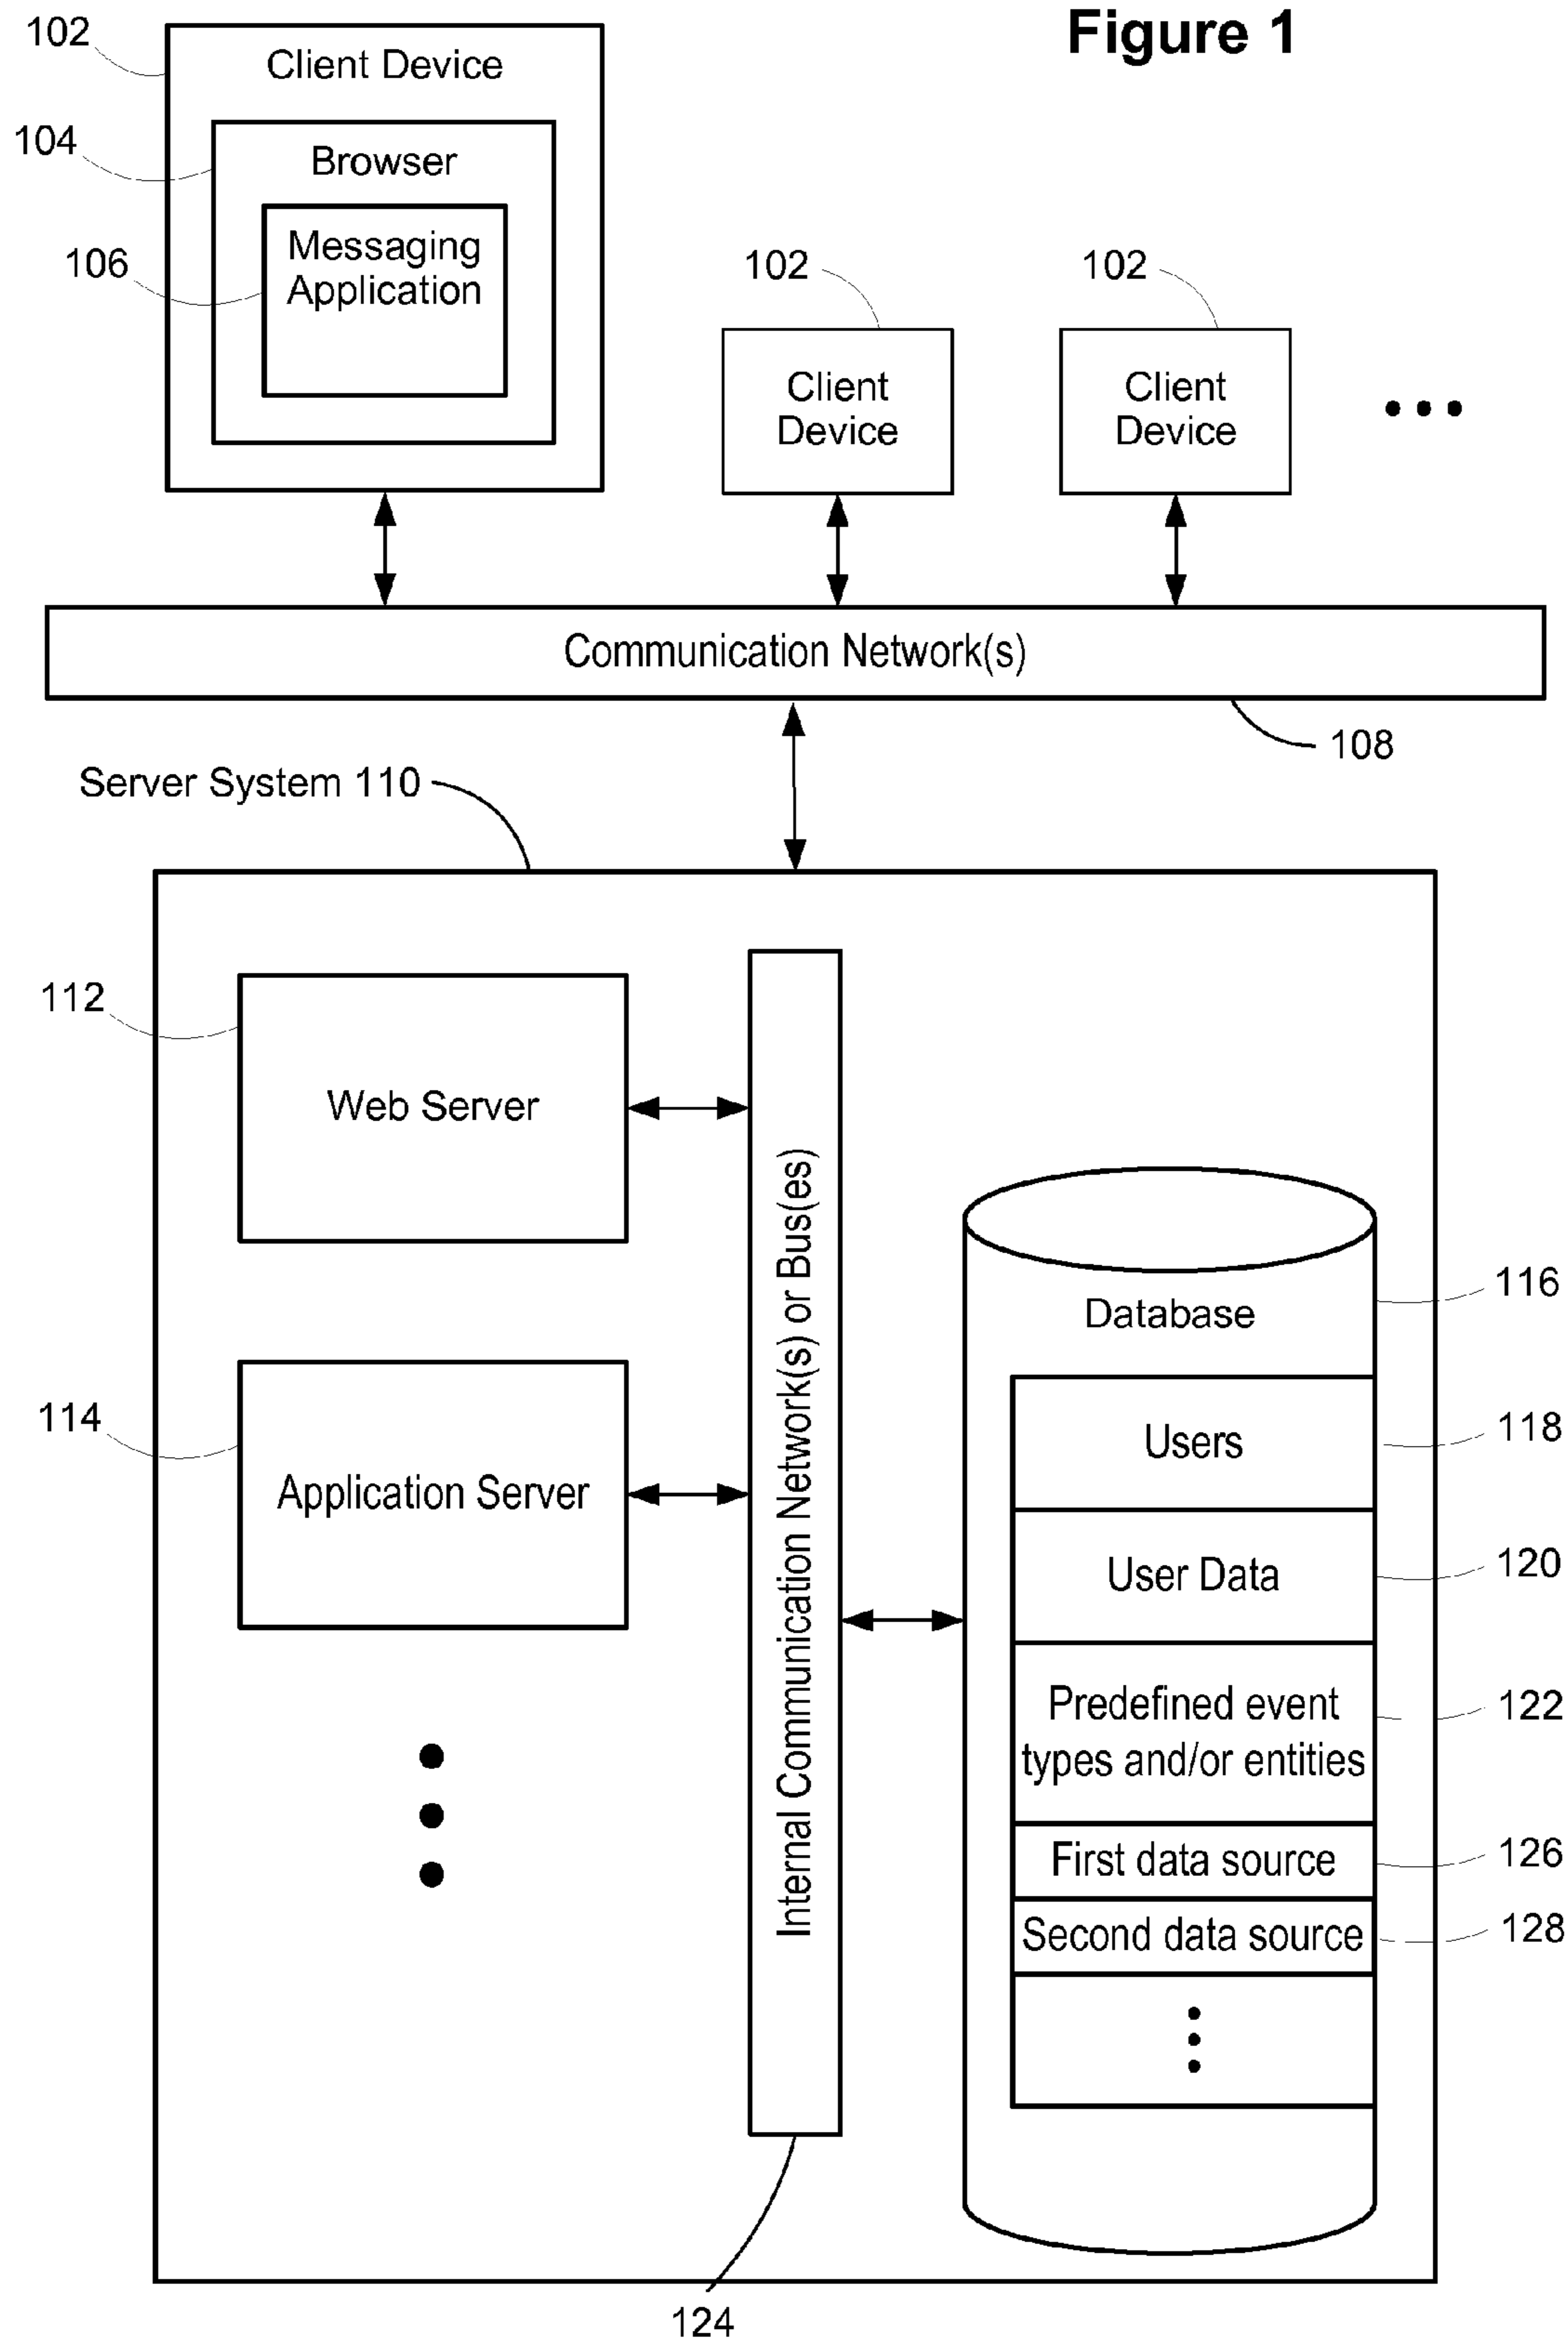 Figure 1
102
Client Device
104
Browser
106
Messaging
Application
102
Client
Device
102
Client
Device
Communication Network(s)
108
Server System 110
112
Web Server
114
Application Server
Internal Communication Network(s) or Bus(es)
124
Database
116
Users
118
User Data
120
Predefined event
types and/or entities
122
First data source
126
Second data source
128